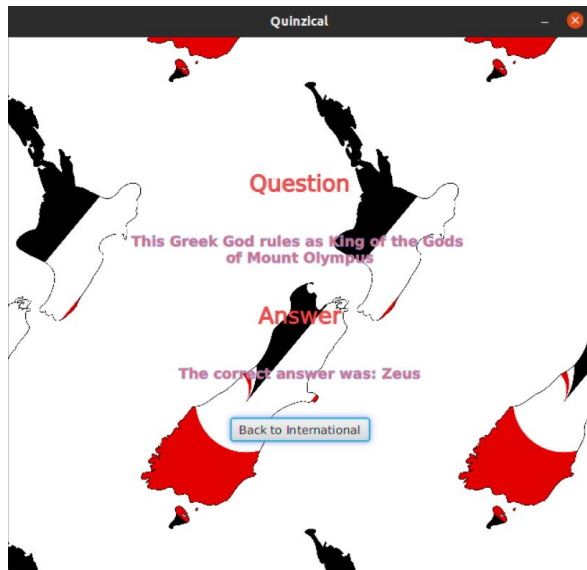 Quinzical
Question
This Greek God rules as King of the Gods
of Mount Olympus
Answer
The correct answer was: Zeus
Back to International